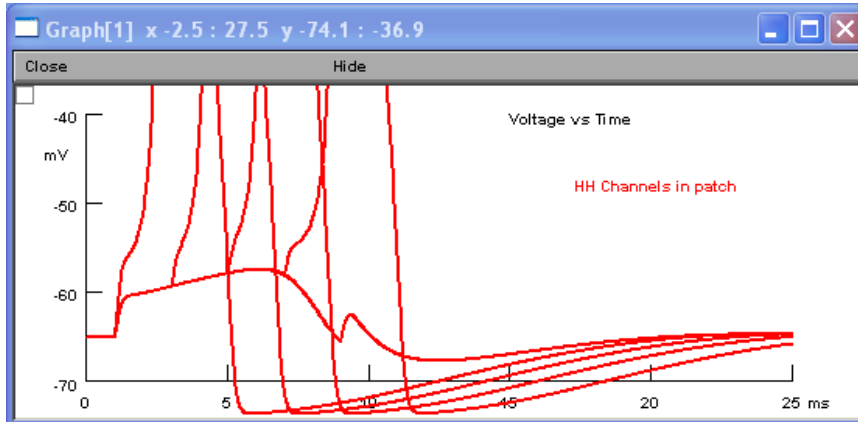 Graph[1] x -2.5 : 27.5 y -74.1 : -36.9
Close Hide
-40
Voltage vs Time
mV
HH Channels in patch
-50
-60
-70
0 5 10 15 20 25 ms